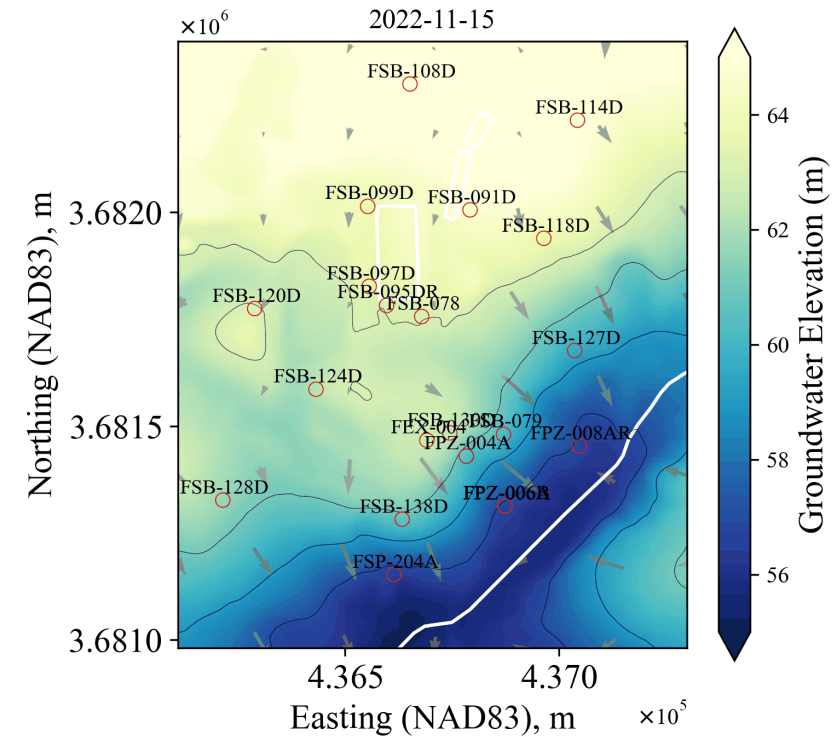 2022-11-15
×10⁶
FSB-108D
FSB-114D
64
FSB-099D
FSB-091D
3.6820
FSB-118D
62
FSB-097D
FSB-095DR
FSB-120D
FSB-078
60
FSB-127D
FSB-124D
FSB-130D
FSB-079
3.6815
FEX-004
FPZ-008AR
FPZ-004A
58
FSB-128D
FPZ-006B
FSB-138D
FSP-204A
56
3.6810
4.365
4.370
Easting (NAD83), m
×10⁵
Northing (NAD83), m
Groundwater Elevation (m)